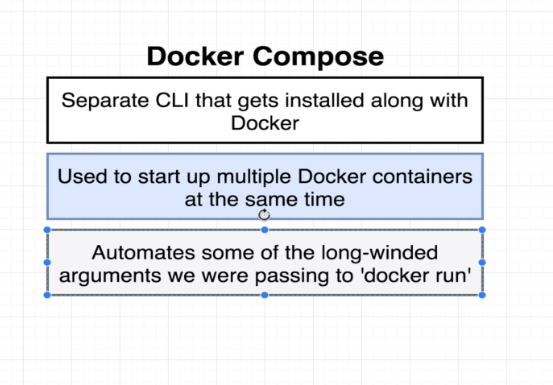 Docker Compose
Separate CLI that gets installed along with
Docker
Used to start up multiple Docker containers
at the same time
Automates some of the long-winded
arguments we were passing to 'docker run'